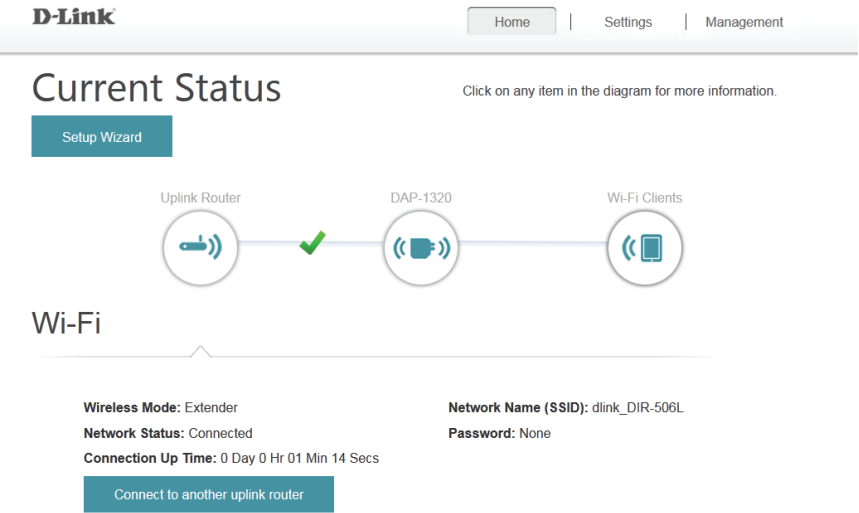 D-Link
Home | Settings | Management
Current Status
Click on any item in the diagram for more information.
Setup Wizard
Uplink Router
DAP-1320
Wi-Fi Clients
Wi-Fi
Wireless Mode: Extender
Network Name (SSID): dlink_DIR-506L
Network Status: Connected
Password: None
Connection Up Time: 0 Day 0 Hr 01 Min 14 Secs
Connect to another uplink router